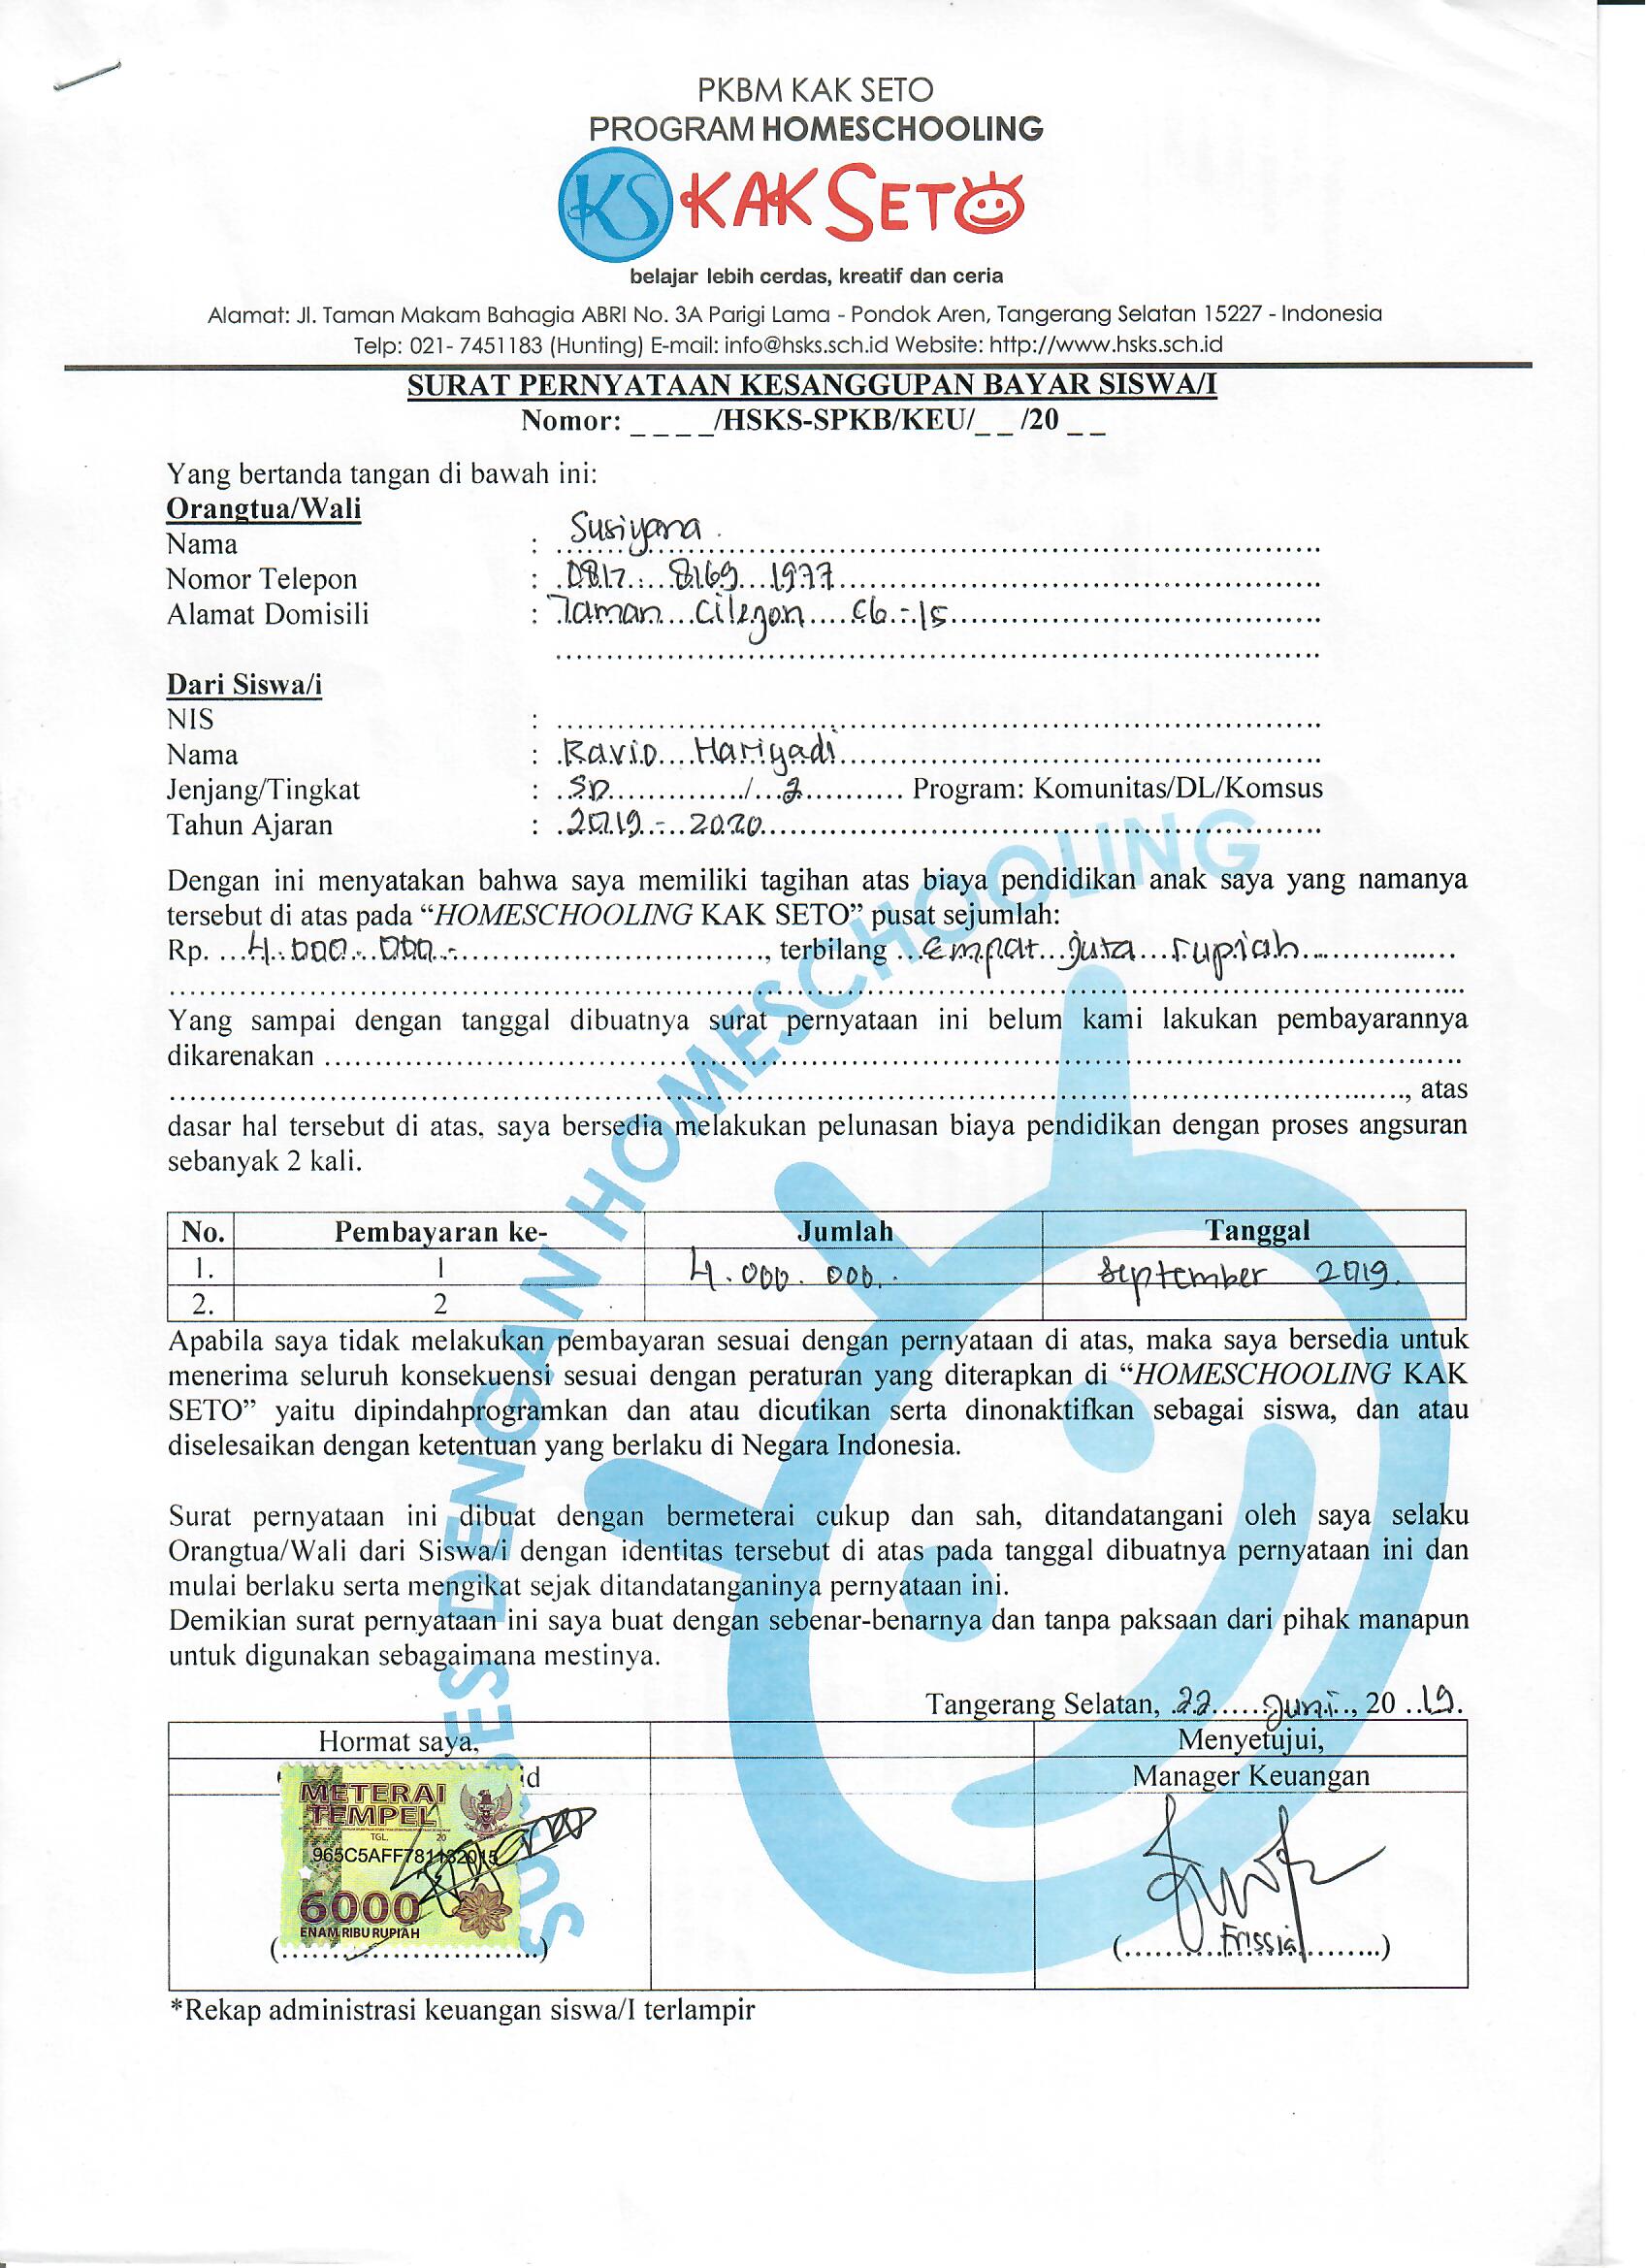 PKBM KAK SETO
PROGRAM HOMESCHOOLING
KS KAK SETO
belajar lebih cerdas, kreatif dan ceria
Alamat: Jl. Taman Makam Bahagia ABRI No. 3A Parigi Lama - Pondok Aren, Tangerang Selatan 15227 - Indonesia
Telp: 021- 7451183 (Hunting) E-mail: info@hsks.sch.id Website: http://www.hsks.sch.id
SURAT PERNYATAAN KESANGGUPAN BAYAR SISWA/I
Nomor: _ _ _ _/HSKS-SPKB/KEU/_ _ /20 _ _
Yang bertanda tangan di bawah ini:
Orangtua/Wali
Nama : Susiyana
Nomor Telepon : 0817 8169 1977
Alamat Domisili : Taman Cilegon C6 - 15
Dari Siswa/i
NIS :
Nama : Ravio Hariyadi
Jenjang/Tingkat : SD / 2 Program: Komunitas/DL/Komsus
Tahun Ajaran : 2019 - 2020
Dengan ini menyatakan bahwa saya memiliki tagihan atas biaya pendidikan anak saya yang namanya
tersebut di atas pada “HOMESCHOOLING KAK SETO” pusat sejumlah:
Rp. 4.000.000.-, terbilang Empat juta rupiah
Yang sampai dengan tanggal dibuatnya surat pernyataan ini belum kami lakukan pembayarannya
dikarenakan
, atas
dasar hal tersebut di atas, saya bersedia melakukan pelunasan biaya pendidikan dengan proses angsuran
sebanyak 2 kali.
No. Pembayaran ke- Jumlah Tanggal
1. 1 4.000.000.- September 2019.
2. 2
Apabila saya tidak melakukan pembayaran sesuai dengan pernyataan di atas, maka saya bersedia untuk
menerima seluruh konsekuensi sesuai dengan peraturan yang diterapkan di “HOMESCHOOLING KAK
SETO” yaitu dipindahprogramkan dan atau dicutikan serta dinonaktifkan sebagai siswa, dan atau
diselesaikan dengan ketentuan yang berlaku di Negara Indonesia.
Surat pernyataan ini dibuat dengan bermeterai cukup dan sah, ditandatangani oleh saya selaku
Orangtua/Wali dari Siswa/i dengan identitas tersebut di atas pada tanggal dibuatnya pernyataan ini dan
mulai berlaku serta mengikat sejak ditandatanganinya pernyataan ini.
Demikian surat pernyataan ini saya buat dengan sebenar-benarnya dan tanpa paksaan dari pihak manapun
untuk digunakan sebagaimana mestinya.
Tangerang Selatan, 22 Juni, 20 19.
Hormat saya, Menyetujui,
Manager Keuangan
METERAI
TEMPEL
TGL. 20
965C5AFF781182015
6000
ENAM RIBU RUPIAH
(Frissia)
*Rekap administrasi keuangan siswa/I terlampir
SUKSES DENGAN HOMESCHOOLING